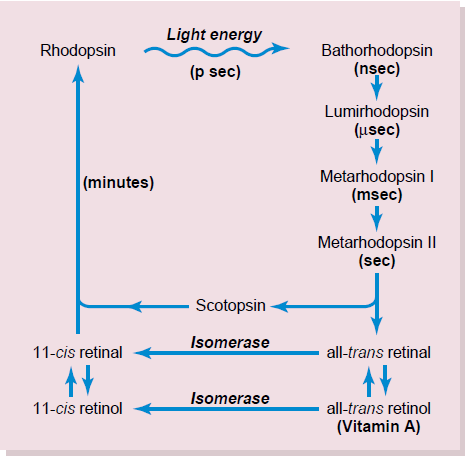 Light energy
Rhodopsin
Bathorhodopsin
(p sec)
(nsec)
Lumirhodopsin
(μsec)
(minutes)
Metarhodopsin I
(msec)
Metarhodopsin II
(sec)
Scotopsin
11-cis retinal
Isomerase
all-trans retinal
11-cis retinol
Isomerase
all-trans retinol
(Vitamin A)